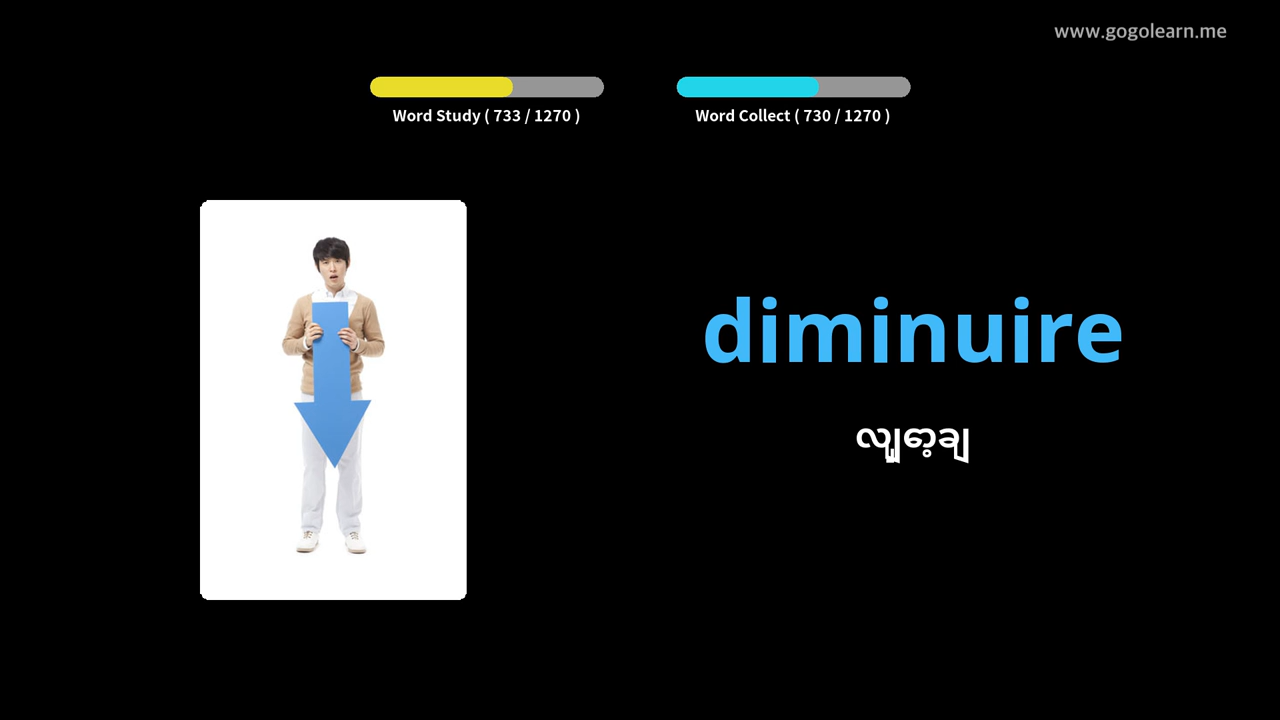 www.gogolearn.me
Word Study ( 733 / 1270 )
Word Collect ( 730 / 1270 )
diminuire
လျှော့ချ